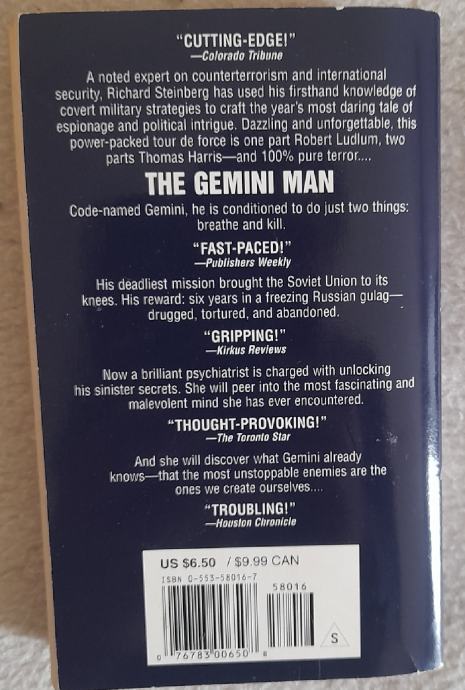 "CUTTING-EDGE!"
—Colorado Tribune
A noted expert on counterterrorism and international
security, Richard Steinberg has used his firsthand knowledge of
covert military strategies to craft the year's most daring tale of
espionage and political intrigue. Dazzling and unforgettable, this
power-packed tour de force is one part Robert Ludlum, two
parts Thomas Harris—and 100% pure terror....
THE GEMINI MAN
Code-named Gemini, he is conditioned to do just two things:
breathe and kill.
"FAST-PACED!"
—Publishers Weekly
His deadliest mission brought the Soviet Union to its
knees. His reward: six years in a freezing Russian gulag—
drugged, tortured, and abandoned.
"GRIPPING!"
—Kirkus Reviews
Now a brilliant psychiatrist is charged with unlocking
his sinister secrets. She will peer into the most fascinating and
malevolent mind she has ever encountered.
"THOUGHT-PROVOKING!"
—The Toronto Star
And she will discover what Gemini already
knows—that the most unstoppable enemies are the
ones we create ourselves....
"TROUBLING!"
—Houston Chronicle
US $6.50 / $9.99 CAN
ISBN 0-553-58016-7
58016
S
0 76783 00650 8